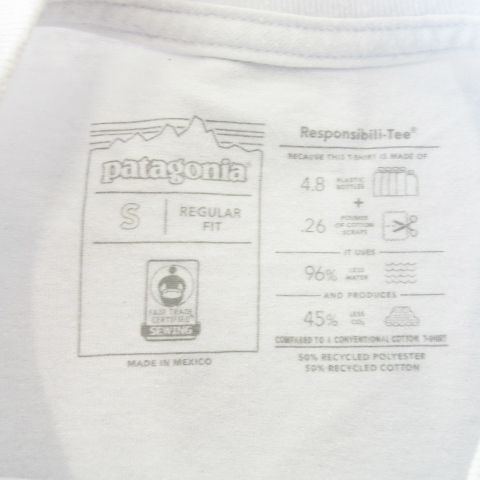 patagonia®
S
REGULAR
FIT
FAIR TRADE
CERTIFIED™
SEWING
MADE IN MEXICO
Responsibili-Tee®
BECAUSE THIS T-SHIRT IS MADE OF
4.8 PLASTIC
BOTTLES
+
.26 POUNDS
OF COTTON
SCRAPS
IT USES
96% LESS
WATER
AND PRODUCES
45% LESS
CO₂
COMPARED TO A CONVENTIONAL COTTON T-SHIRT
50% RECYCLED POLYESTER
50% RECYCLED COTTON